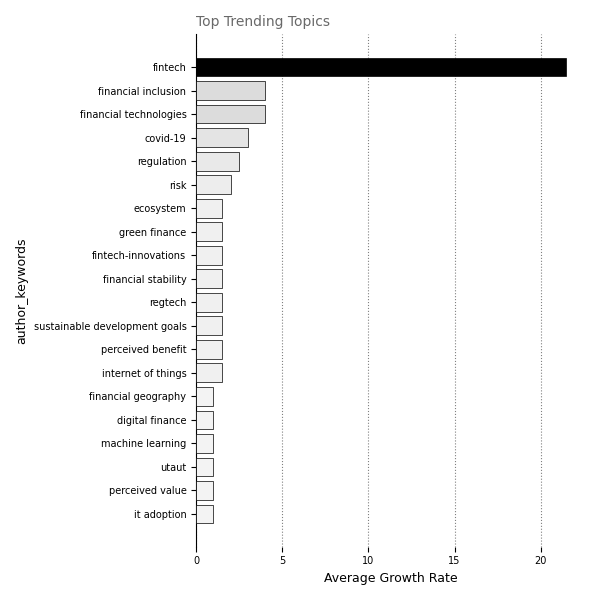 Top Trending Topics
author_keywords
fintech
financial inclusion
financial technologies
covid-19
regulation
risk
ecosystem
green finance
fintech-innovations
financial stability
regtech
sustainable development goals
perceived benefit
internet of things
financial geography
digital finance
machine learning
utaut
perceived value
it adoption
0 5 10 15 20
Average Growth Rate